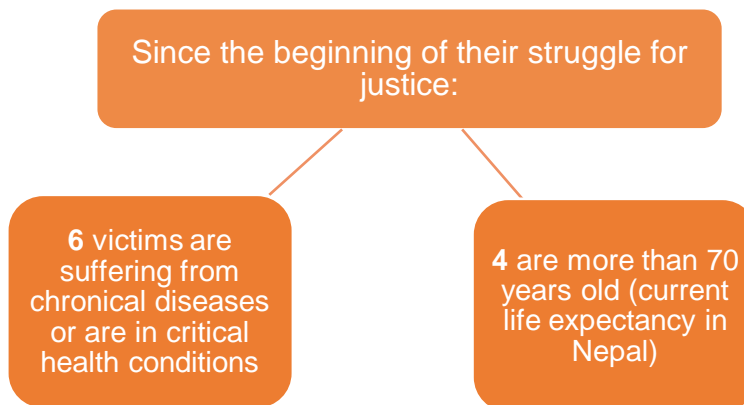 Since the beginning of their struggle for
justice:
6 victims are
suffering from
chronical diseases
or are in critical
health conditions
4 are more than 70
years old (current
life expectancy in
Nepal)